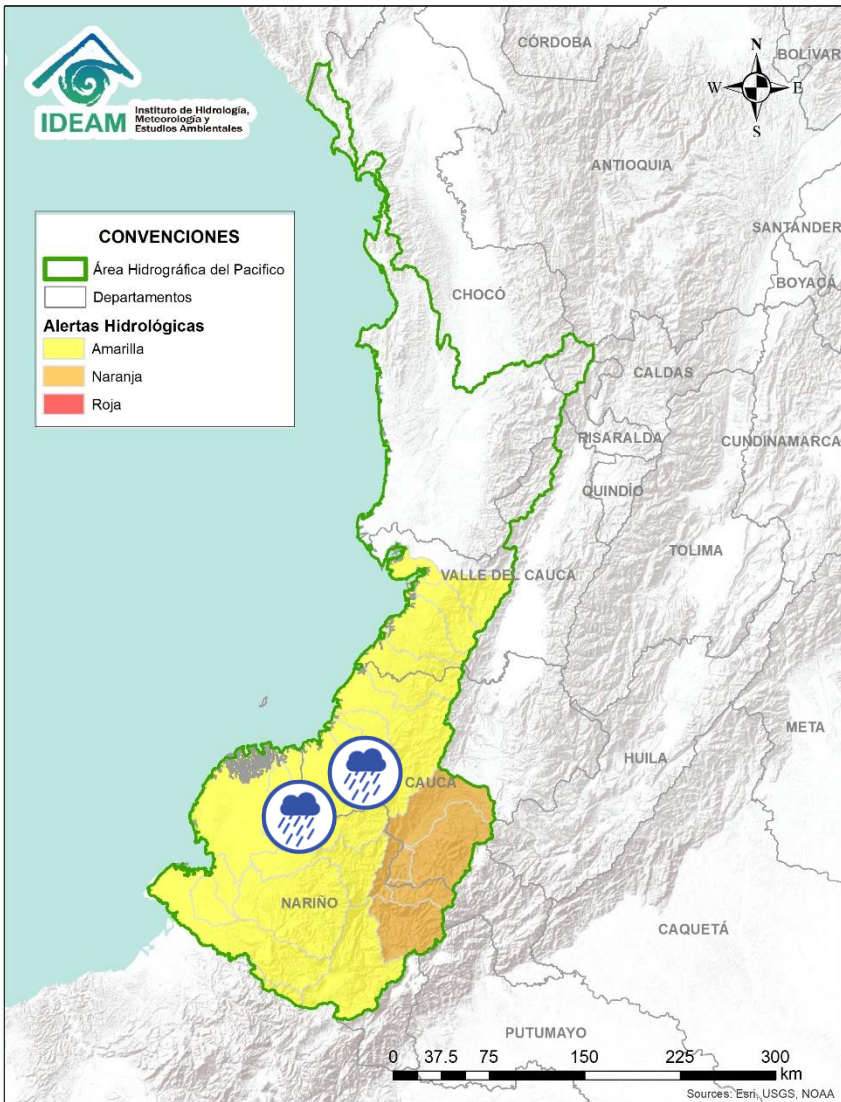 IDEAM
Instituto de Hidrología,
Meteorología y
Estudios Ambientales
CÓRDOBA
BOLÍVAR
N
W
E
S
ANTIOQUIA
SANTANDER
BOYACÁ
CONVENCIONES
Área Hidrográfica del Pacifico
Departamentos
Alertas Hidrológicas
Amarilla
Naranja
Roja
CHOCÓ
CALDAS
RISARALDA
CUNDINAMARCA
QUINDÍO
TOLIMA
VALLE DEL CAUCA
META
HUILA
CAUCA
NARIÑO
CAQUETÁ
PUTUMAYO
0 37.5 75 150 225 300
km
Sources: Esri, USGS, NOAA